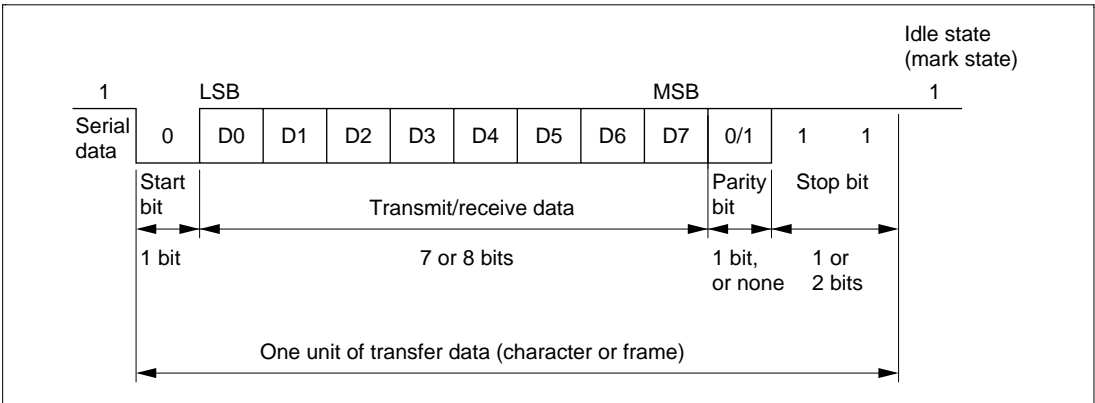 Idle state
(mark state)
1 LSB MSB 1
Serial
data
0 D0 D1 D2 D3 D4 D5 D6 D7 0/1 1 1
Start
bit
Transmit/receive data
Parity
bit
Stop bit
1 bit
7 or 8 bits
1 bit,
or none
1 or
2 bits
One unit of transfer data (character or frame)